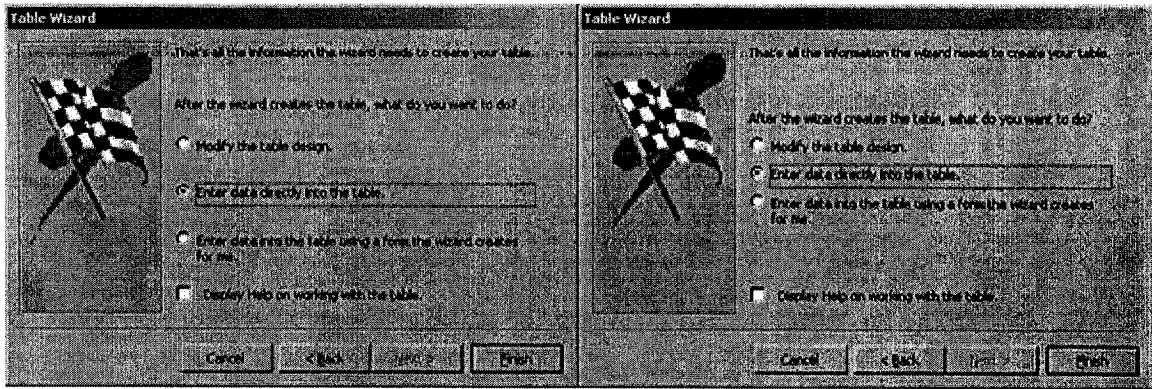 Table Wizard
That's all the information the wizard needs to create your table.
After the wizard creates the table, what do you want to do?
Modify the table design.
Enter data directly into the table.
Enter data into the table using a form the wizard creates
for me.
Display Help on working with the table.
Cancel
< Back
Next >
Finish
Table Wizard
That's all the information the wizard needs to create your table.
After the wizard creates the table, what do you want to do?
Modify the table design.
Enter data directly into the table.
Enter data into the table using a form the wizard creates
for me.
Display Help on working with the table.
Cancel
< Back
Next >
Finish